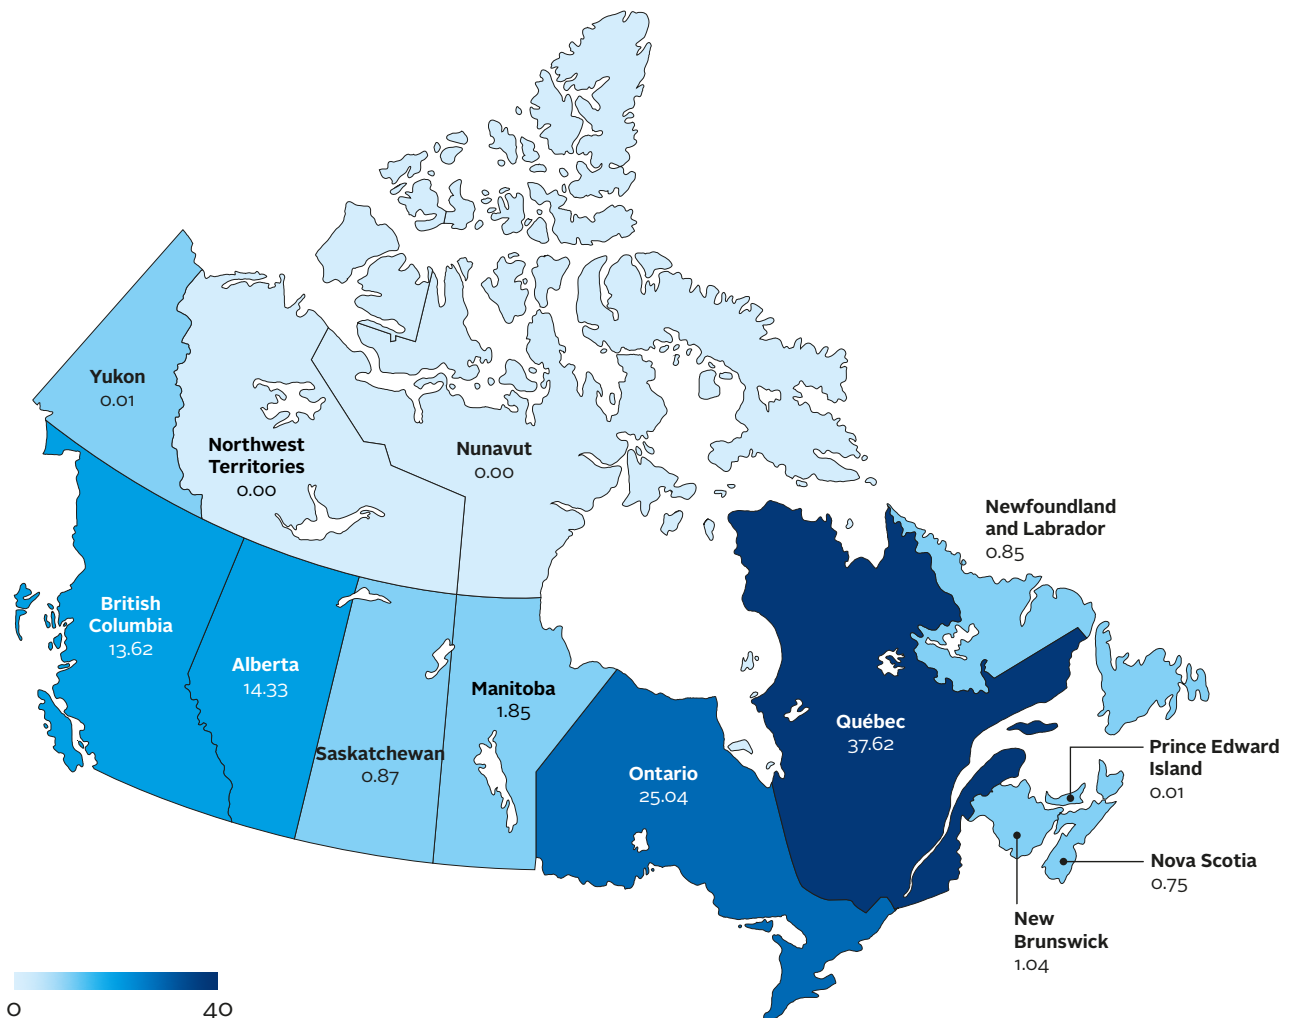 Yukon
0.01
Northwest
Territories
0.00
Nunavut
0.00
Newfoundland
and Labrador
0.85
British
Columbia
13.62
Alberta
14.33
Saskatchewan
0.87
Manitoba
1.85
Ontario
25.04
Québec
37.62
Prince Edward
Island
0.01
Nova Scotia
0.75
New
Brunswick
1.04
0 40